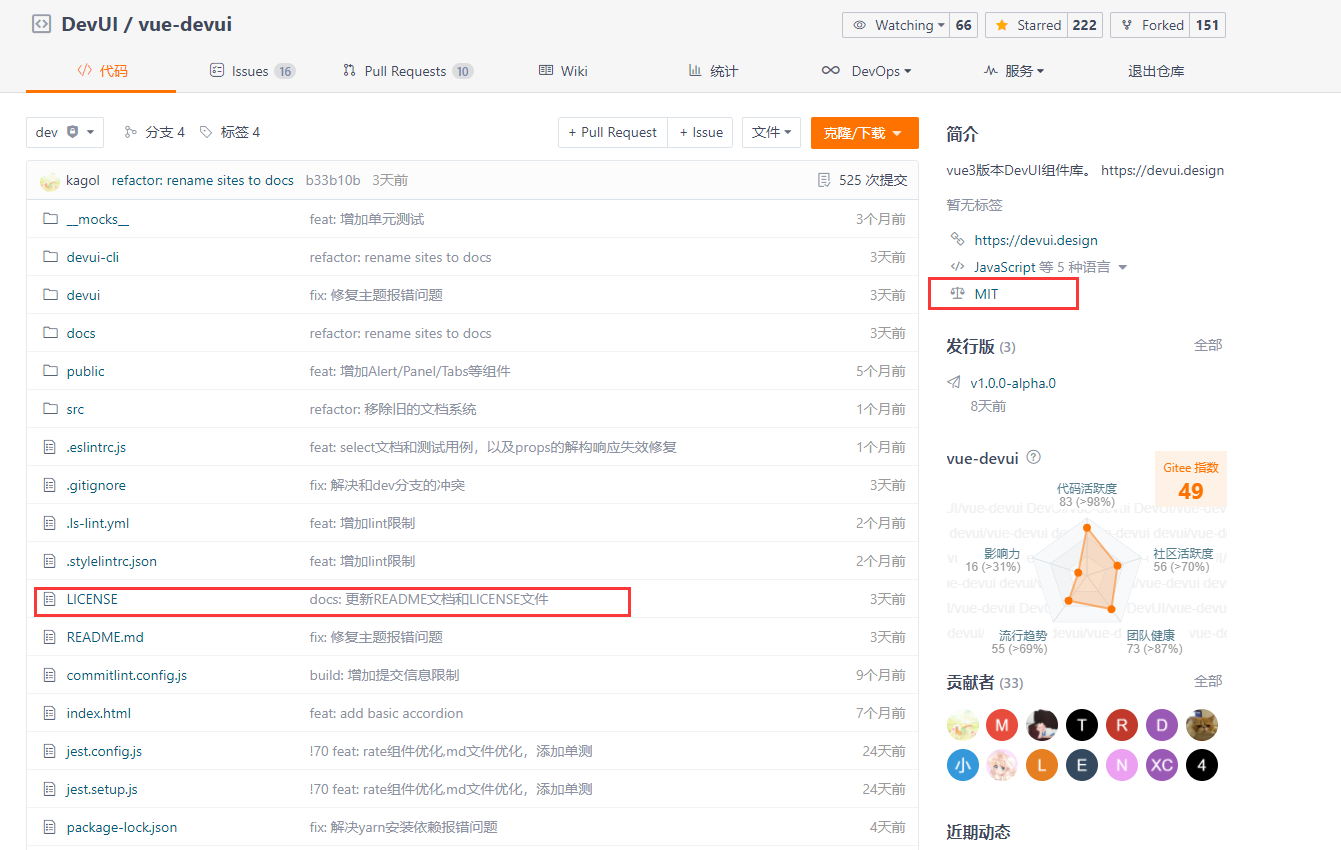 DevUI / vue-devui
Watching 66 Starred 222 Forked 151
代码 Issues 16 Pull Requests 10 Wiki 统计 DevOps 服务 退出仓库
dev 分支 4 标签 4 + Pull Request + Issue 文件 克隆/下载
kagol refactor: rename sites to docs b33b10b 3天前 525 次提交
__mocks__ feat: 增加单元测试 3个月前
devui-cli refactor: rename sites to docs 3天前
devui fix: 修复主题报错问题 3天前
docs refactor: rename sites to docs 3天前
public feat: 增加Alert/Panel/Tabs等组件 5个月前
src refactor: 移除旧的文档系统 1个月前
.eslintrc.js feat: select文档和测试用例，以及props的解构响应失效修复 1个月前
.gitignore fix: 解决和dev分支的冲突 3天前
.ls-lint.yml feat: 增加lint限制 2个月前
.stylelintrc.json feat: 增加lint限制 2个月前
LICENSE docs: 更新README文档和LICENSE文件 3天前
README.md fix: 修复主题报错问题 3天前
commitlint.config.js build: 增加提交信息限制 9个月前
index.html feat: add basic accordion 7个月前
jest.config.js !70 feat: rate组件优化,md文件优化，添加单测 24天前
jest.setup.js !70 feat: rate组件优化,md文件优化，添加单测 24天前
package-lock.json fix: 解决yarn安装依赖报错问题 4天前
简介
vue3版本DevUI组件库。 https://devui.design
暂无标签
https://devui.design
JavaScript 等 5 种语言
MIT
发行版 (3) 全部
v1.0.0-alpha.0
8天前
vue-devui
Gitee 指数
49
代码活跃度
83 (>98%)
影响力
16 (>31%)
社区活跃度
56 (>70%)
流行趋势
55 (>69%)
团队健康
73 (>87%)
贡献者 (33) 全部
M T R D
小 L E N XC 4
近期动态